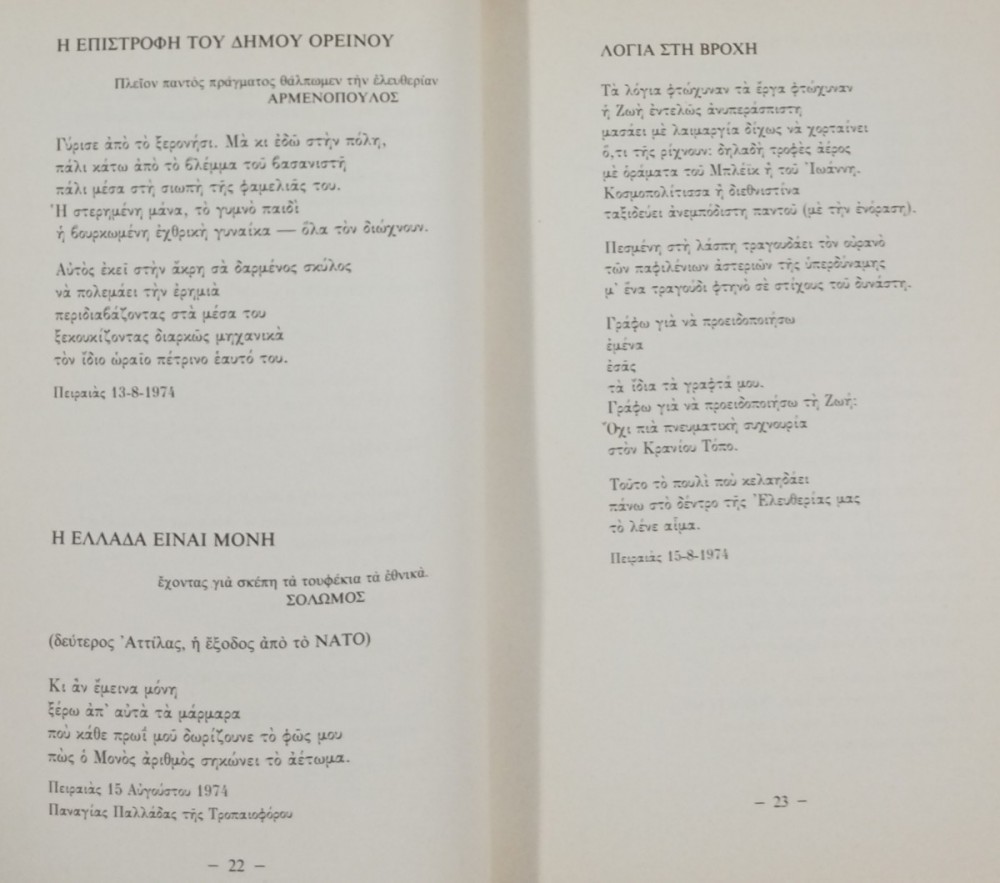 Η ΕΠΙΣΤΡΟΦΗ ΤΟΥ ΔΗΜΟΥ ΟΡΕΙΝΟΥ
Πλεῖον παντὸς πράγματος θάλπωμεν τὴν ἐλευθερίαν
ΑΡΜΕΝΟΠΟΥΛΟΣ
Γύρισε ἀπὸ τὸ ξερονήσι. Μὰ κι ἐδῶ στὴν πόλη,
πάλι κάτω ἀπὸ τὸ βλέμμα τοῦ βασανιστῆ
πάλι μέσα στὴ σιωπὴ τῆς φαμελιᾶς του.
Ἡ στερημένη μάνα, τὸ γυμνὸ παιδὶ
ἡ βουρκωμένη ἐχθρικὴ γυναίκα — ὅλα τὸν διώχνουν.
Αὐτὸς ἐκεῖ στὴν ἄκρη σὰ δαρμένος σκύλος
νὰ πολεμάει τὴν ἐρημιὰ
περιδιαβάζοντας στὰ μέσα του
ξεκουκίζοντας διαρκῶς μηχανικὰ
τὸν ἴδιο ὡραῖο πέτρινο ἑαυτό του.
Πειραιὰς 13-8-1974
Η ΕΛΛΑΔΑ ΕΙΝΑΙ ΜΟΝΗ
ἔχοντας γιὰ σκέπη τὰ τουφέκια τὰ ἐθνικά.
ΣΟΛΩΜΟΣ
(δεύτερος Ἀττίλας, ἡ ἔξοδος ἀπὸ τὸ ΝΑΤΟ)
Κι ἂν ἔμεινα μόνη
ξέρω ἀπ' αὐτὰ τὰ μάρμαρα
ποὺ κάθε πρωῒ μοῦ δωρίζουνε τὸ φῶς μου
πὼς ὁ Μονὸς ἀριθμὸς σηκώνει τὸ ἀέτωμα.
Πειραιὰς 15 Αὐγούστου 1974
Παναγίας Παλλάδας τῆς Τροπαιοφόρου
— 22 —
ΛΟΓΙΑ ΣΤΗ ΒΡΟΧΗ
Τὰ λόγια φτώχυναν τὰ ἔργα φτώχυναν
ἡ Ζωὴ ἐντελῶς ἀνυπεράσπιστη
μασάει μὲ λαιμαργία δίχως νὰ χορταίνει
ὅ,τι τῆς ρίχνουν: δηλαδὴ τροφὲς ἀέρος
μὲ ὁράματα τοῦ Μπλέϊκ ἢ τοῦ Ἰωάννη.
Κοσμοπολίτισσα ἢ διεθνιστίνα
ταξιδεύει ἀνεμπόδιστη παντοῦ (μὲ τὴν ἐνόραση).
Πεσμένη στὴ λάσπη τραγουδάει τὸν οὐρανὸ
τῶν παφιλένιων ἀστεριῶν τῆς ὑπερδύναμης
μ' ἕνα τραγούδι φτηνὸ σὲ στίχους τοῦ δυνάστη.
Γράφω γιὰ νὰ προειδοποιήσω
ἐμένα
ἐσᾶς
τὰ ἴδια τὰ γραφτά μου.
Γράφω γιὰ νὰ προειδοποιήσω τὴ Ζωή:
Ὄχι πιὰ πνευματικὴ συχνουρία
στὸν Κρανίου Τόπο.
Τοῦτο τὸ πουλὶ ποὺ κελαηδάει
πάνω στὸ δέντρο τῆς Ἐλευθερίας μας
τὸ λένε αἷμα.
Πειραιὰς 15-8-1974
— 23 —